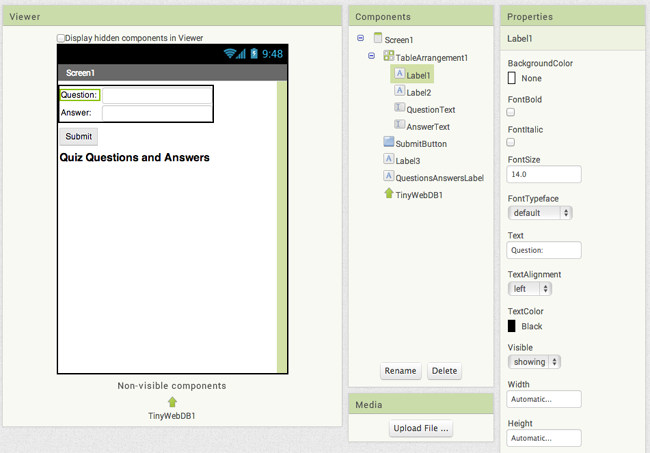 Viewer
Display hidden components in Viewer
9:48
Screen1
Question:
Answer:
Submit
Quiz Questions and Answers
Non-visible components
TinyWebDB1
Components
Screen1
TableArrangement1
A Label1
A Label2
QuestionText
AnswerText
SubmitButton
A Label3
A QuestionsAnswersLabel
TinyWebDB1
Rename Delete
Media
Upload File ...
Properties
Label1
BackgroundColor
None
FontBold
FontItalic
FontSize
14.0
FontTypeface
default
Text
Question:
TextAlignment
left
TextColor
Black
Visible
showing
Width
Automatic...
Height
Automatic...